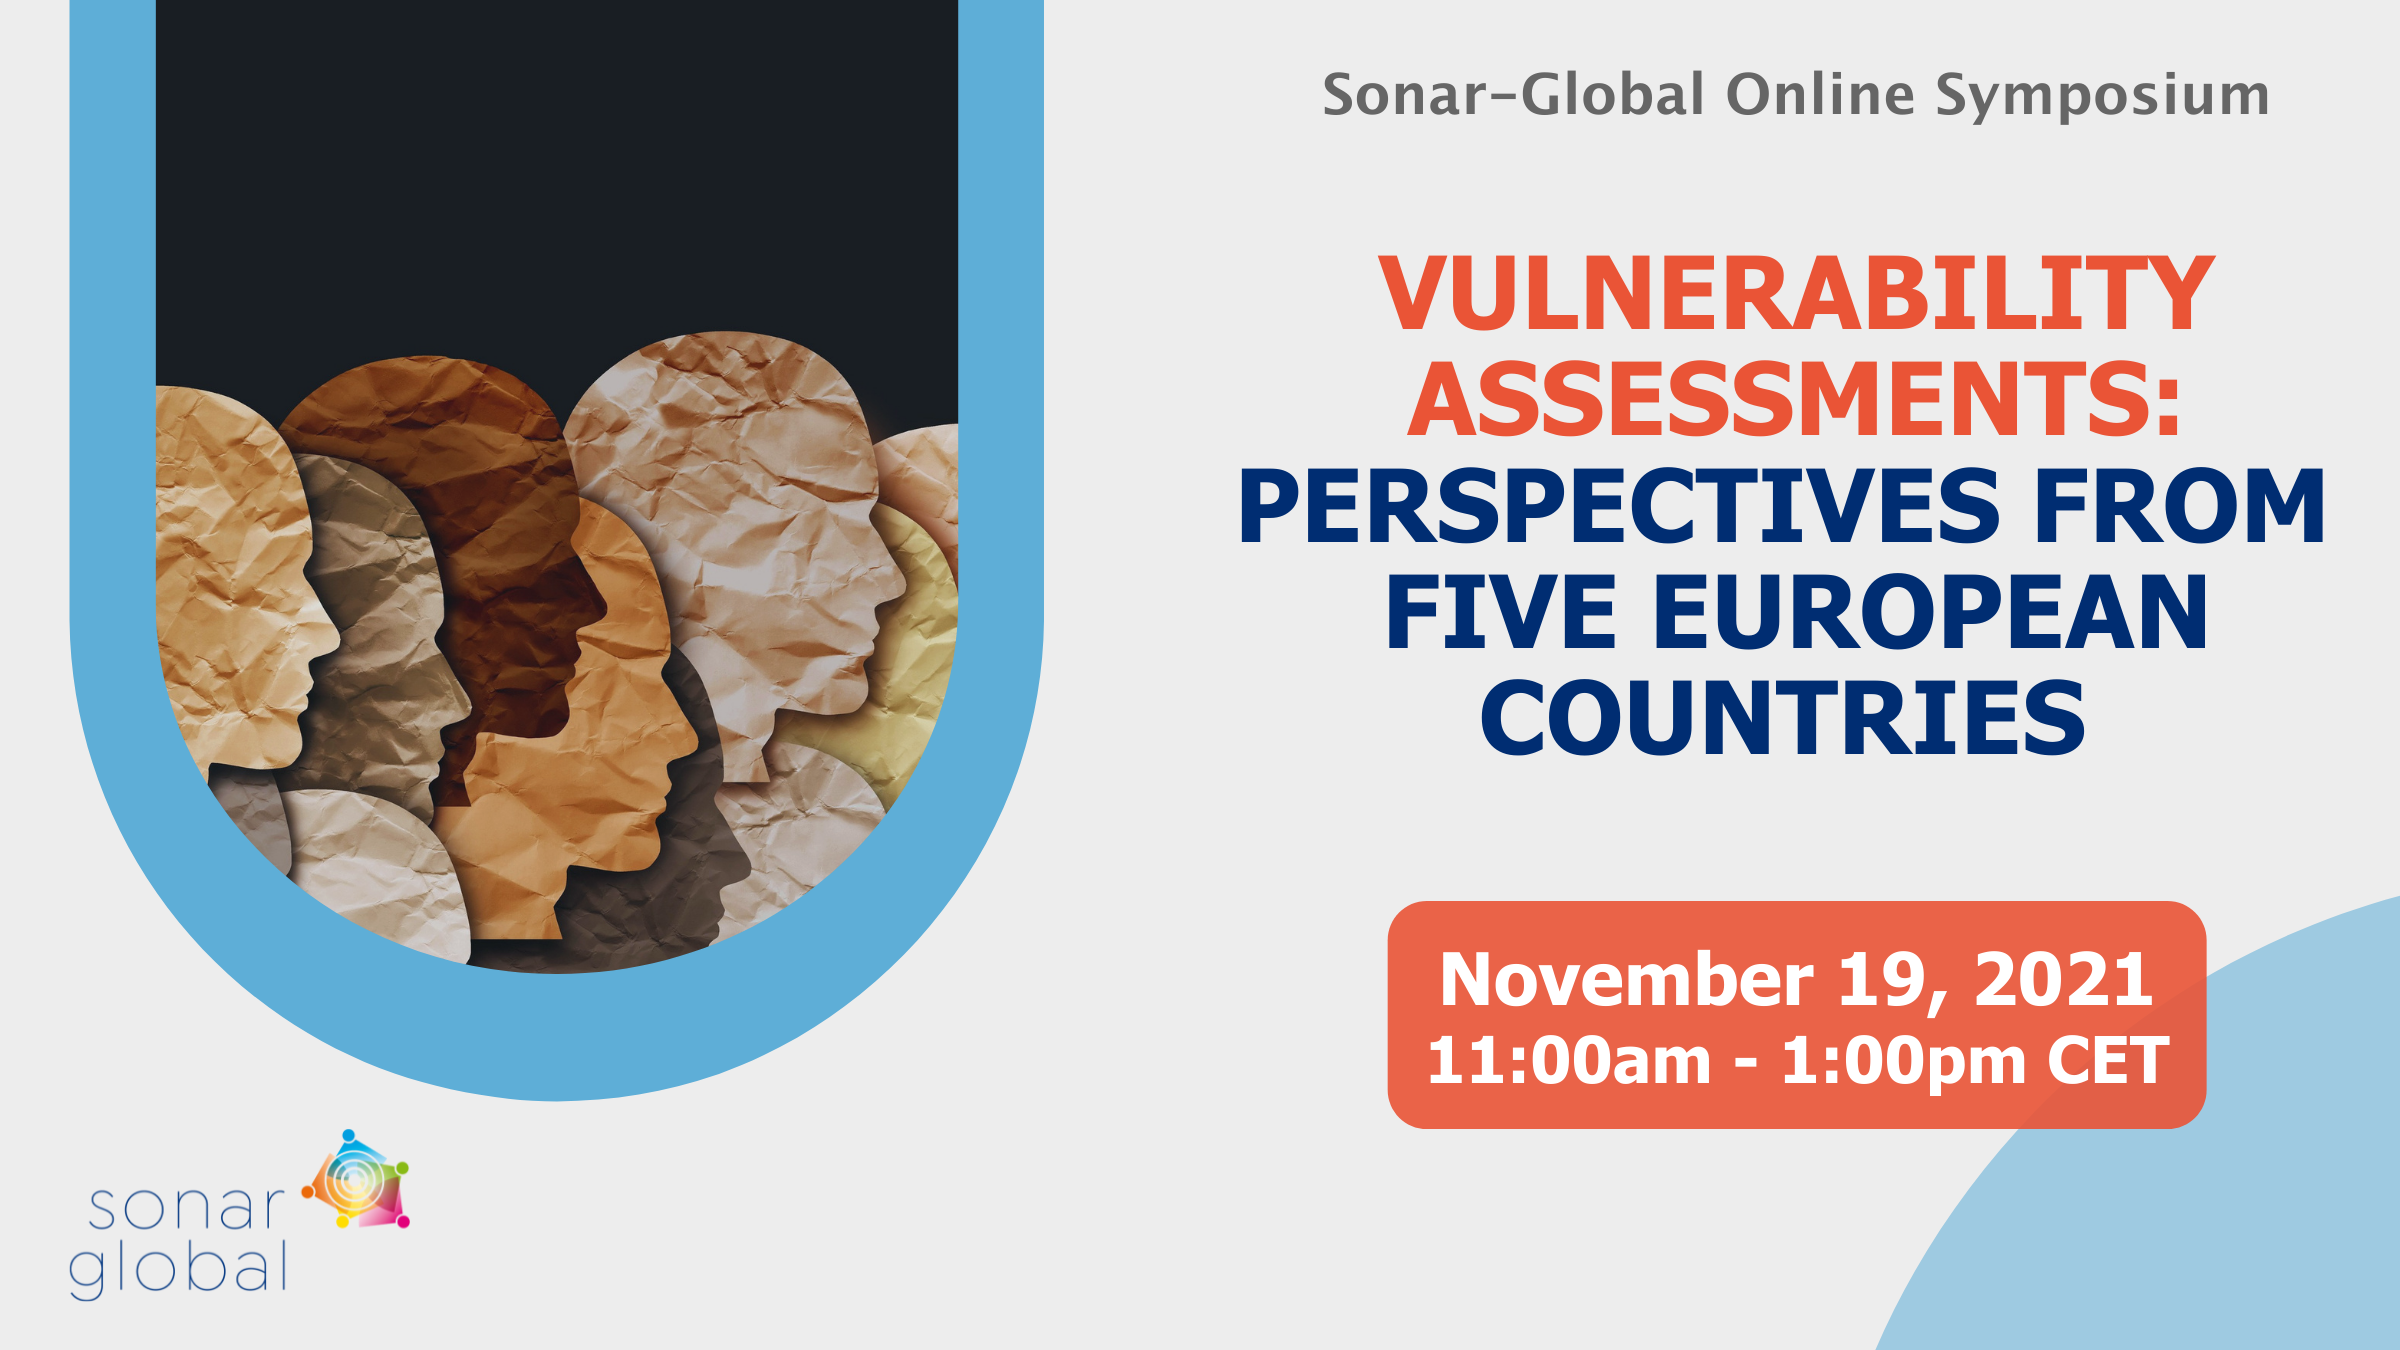 Sonar-Global Online Symposium
VULNERABILITY
ASSESSMENTS:
PERSPECTIVES FROM
FIVE EUROPEAN
COUNTRIES
November 19, 2021
11:00am - 1:00pm CET
sonar
global